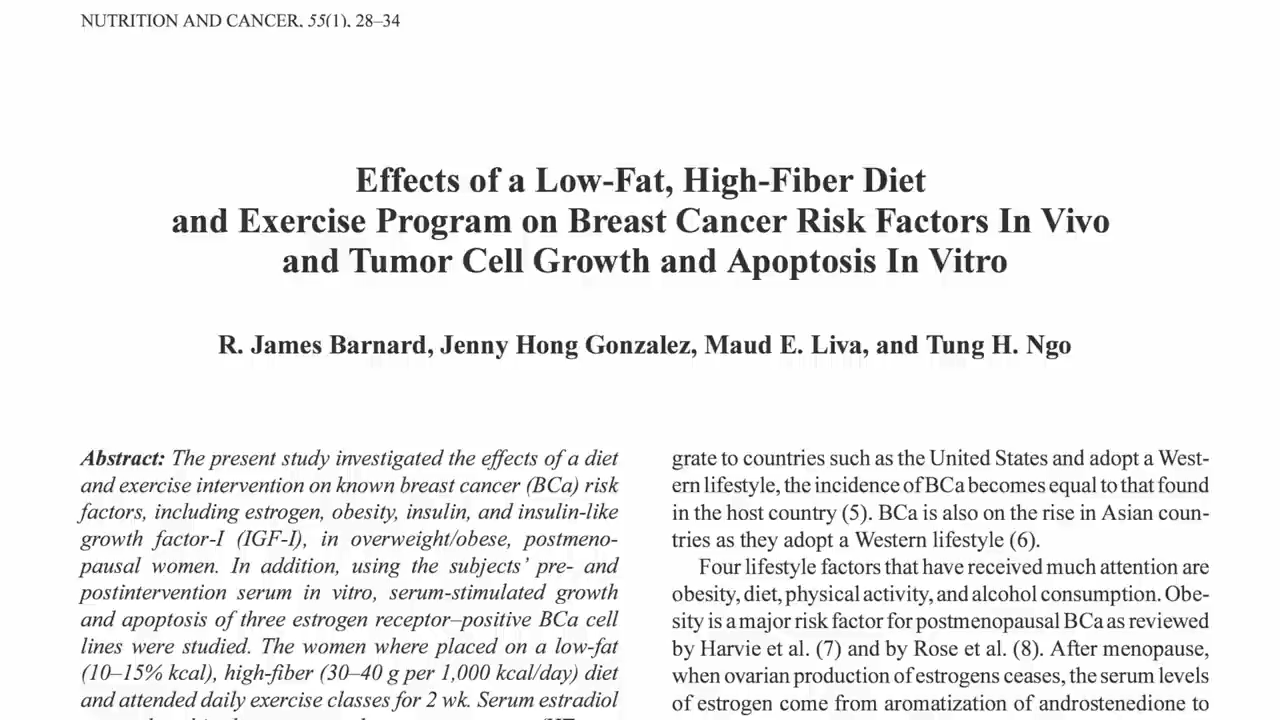 NUTRITION AND CANCER, 55(1), 28–34
Effects of a Low-Fat, High-Fiber Diet
and Exercise Program on Breast Cancer Risk Factors In Vivo
and Tumor Cell Growth and Apoptosis In Vitro
R. James Barnard, Jenny Hong Gonzalez, Maud E. Liva, and Tung H. Ngo
Abstract: The present study investigated the effects of a diet
and exercise intervention on known breast cancer (BCa) risk
factors, including estrogen, obesity, insulin, and insulin-like
growth factor-I (IGF-I), in overweight/obese, postmeno-
pausal women. In addition, using the subjects’ pre- and
postintervention serum in vitro, serum-stimulated growth
and apoptosis of three estrogen receptor–positive BCa cell
lines were studied. The women where placed on a low-fat
(10–15% kcal), high-fiber (30–40 g per 1,000 kcal/day) diet
and attended daily exercise classes for 2 wk. Serum estradiol
grate to countries such as the United States and adopt a West-
ern lifestyle, the incidence of BCa becomes equal to that found
in the host country (5). BCa is also on the rise in Asian coun-
tries as they adopt a Western lifestyle (6).
Four lifestyle factors that have received much attention are
obesity, diet, physical activity, and alcohol consumption. Obe-
sity is a major risk factor for postmenopausal BCa as reviewed
by Harvie et al. (7) and by Rose et al. (8). After menopause,
when ovarian production of estrogens ceases, the serum levels
of estrogen come from aromatization of androstenedione to